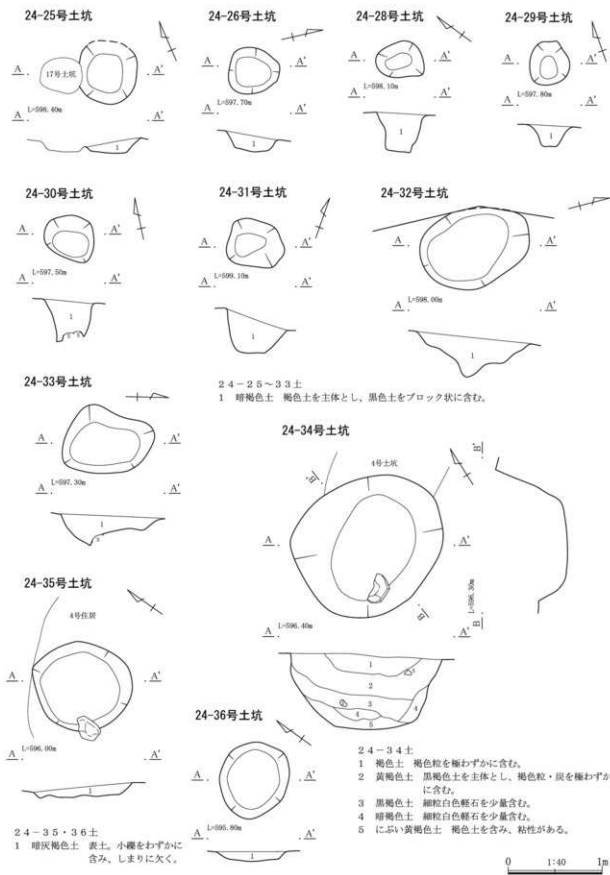 24-25号土坑
17号土坑
A
A'
L=598.40m
A
A'
1
24-26号土坑
A
A'
L=597.70m
A
A'
1
24-28号土坑
A
A'
L=598.10m
A
A'
1
24-29号土坑
A
A'
L=597.80m
A
A'
1
24-30号土坑
A
A'
L=597.50m
A
A'
1
24-31号土坑
A
A'
L=599.10m
A
A'
1
24-32号土坑
A
A'
L=598.00m
A
A'
1
24-25~33土
1 暗褐色土 褐色土を主体とし、黒色土をブロック状に含む。
24-33号土坑
A
A'
L=597.30m
A
A'
1
24-34号土坑
4号土坑
B
B'
A
A'
B
L=596.40m
A
A'
1
2
3
4
4
5
B'
L=596.30m
B
24-35号土坑
4号住居
A
A'
L=596.00m
A
A'
1
24-35・36土
1 暗灰褐色土 表土。小礫をわずかに
含み、しまりに欠く。
24-36号土坑
A
A'
L=595.80m
A
A'
1
24-34土
1 褐色土 褐色粒を極わずかに含む。
2 黄褐色土 黒褐色土を主体とし、褐色粒・炭を極わずか
に含む。
3 黒褐色土 細粒白色軽石を少量含む。
4 暗褐色土 細粒白色軽石を少量含む。
5 にぶい黄褐色土 褐色土を含み、粘性がある。
0 1:40 1m